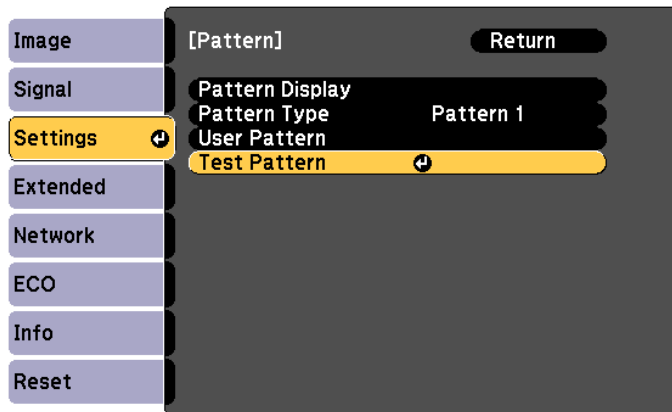 Image
Signal
Settings
Extended
Network
ECO
Info
Reset
[Pattern] Return
Pattern Display
Pattern Type Pattern 1
User Pattern
Test Pattern